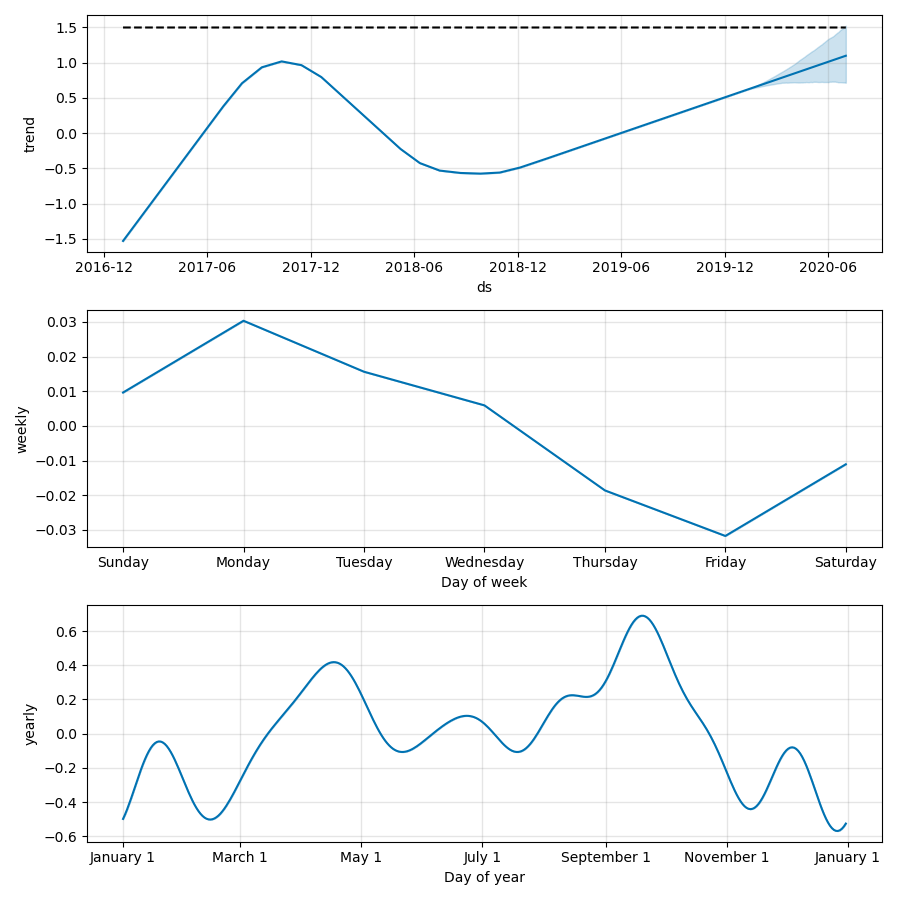 1.5
1.0
0.5
0.0
−0.5
−1.0
−1.5
trend
2016-12 2017-06 2017-12 2018-06 2018-12 2019-06 2019-12 2020-06
ds
0.03
0.02
0.01
0.00
−0.01
−0.02
−0.03
weekly
Sunday Monday Tuesday Wednesday Thursday Friday Saturday
Day of week
0.6
0.4
0.2
0.0
−0.2
−0.4
−0.6
yearly
January 1 March 1 May 1 July 1 September 1 November 1 January 1
Day of year